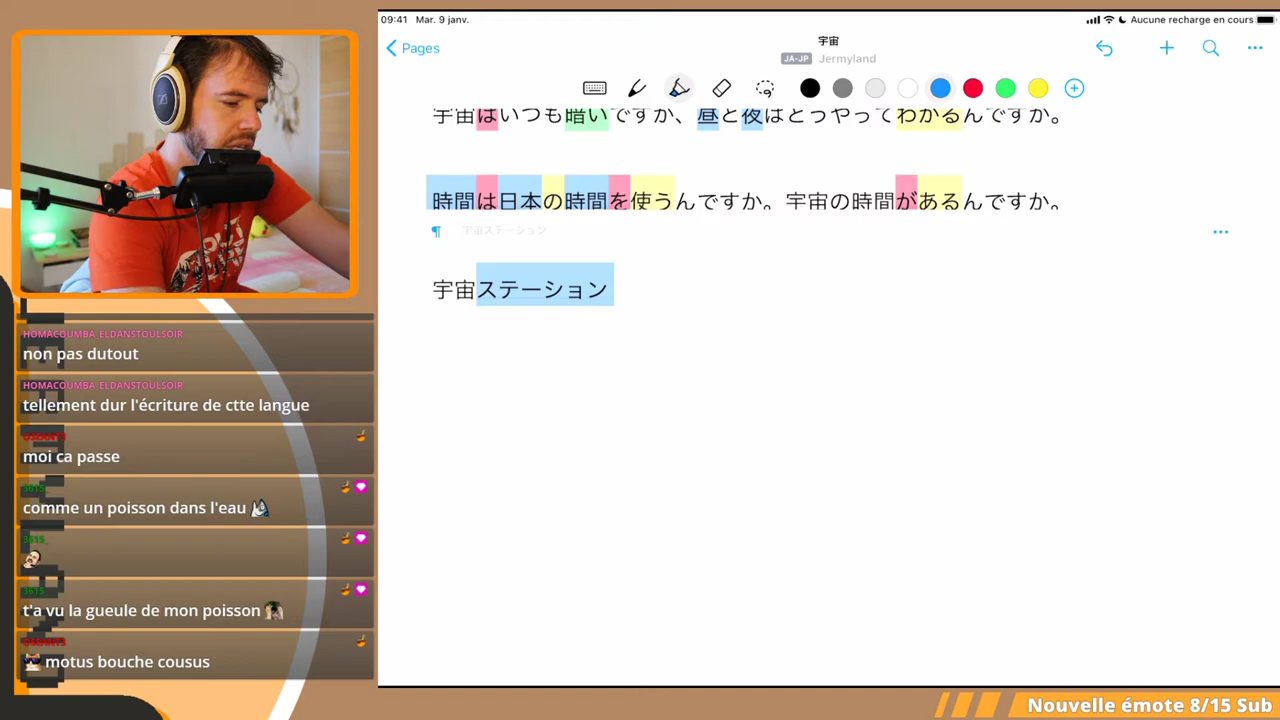 09:41 Mar. 9 janv.
Aucune recharge en cours
Pages
宇宙
JA-JP Jermyland
宇宙はいつも暗いですか、昼と夜はどうやってわかるんですか。
時間は日本の時間を使うんですか。宇宙の時間があるんですか。
宇宙ステーション
宇宙ステーション
HOMACOUMBA_ELDANSTOULSOIR
non pas dutout
HOMACOUMBA_ELDANSTOULSOIR
tellement dur l'écriture de ctte langue
moi ca passe
3615_
comme un poisson dans l'eau
3615_
3615_
t'a vu la gueule de mon poisson
motus bouche cousus
Nouvelle émote 8/15 Sub